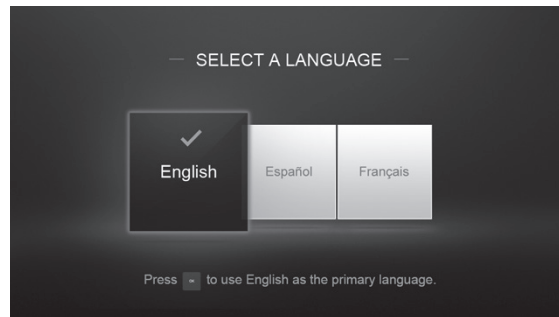 SELECT A LANGUAGE
English
Español
Français
Press to use English as the primary language.